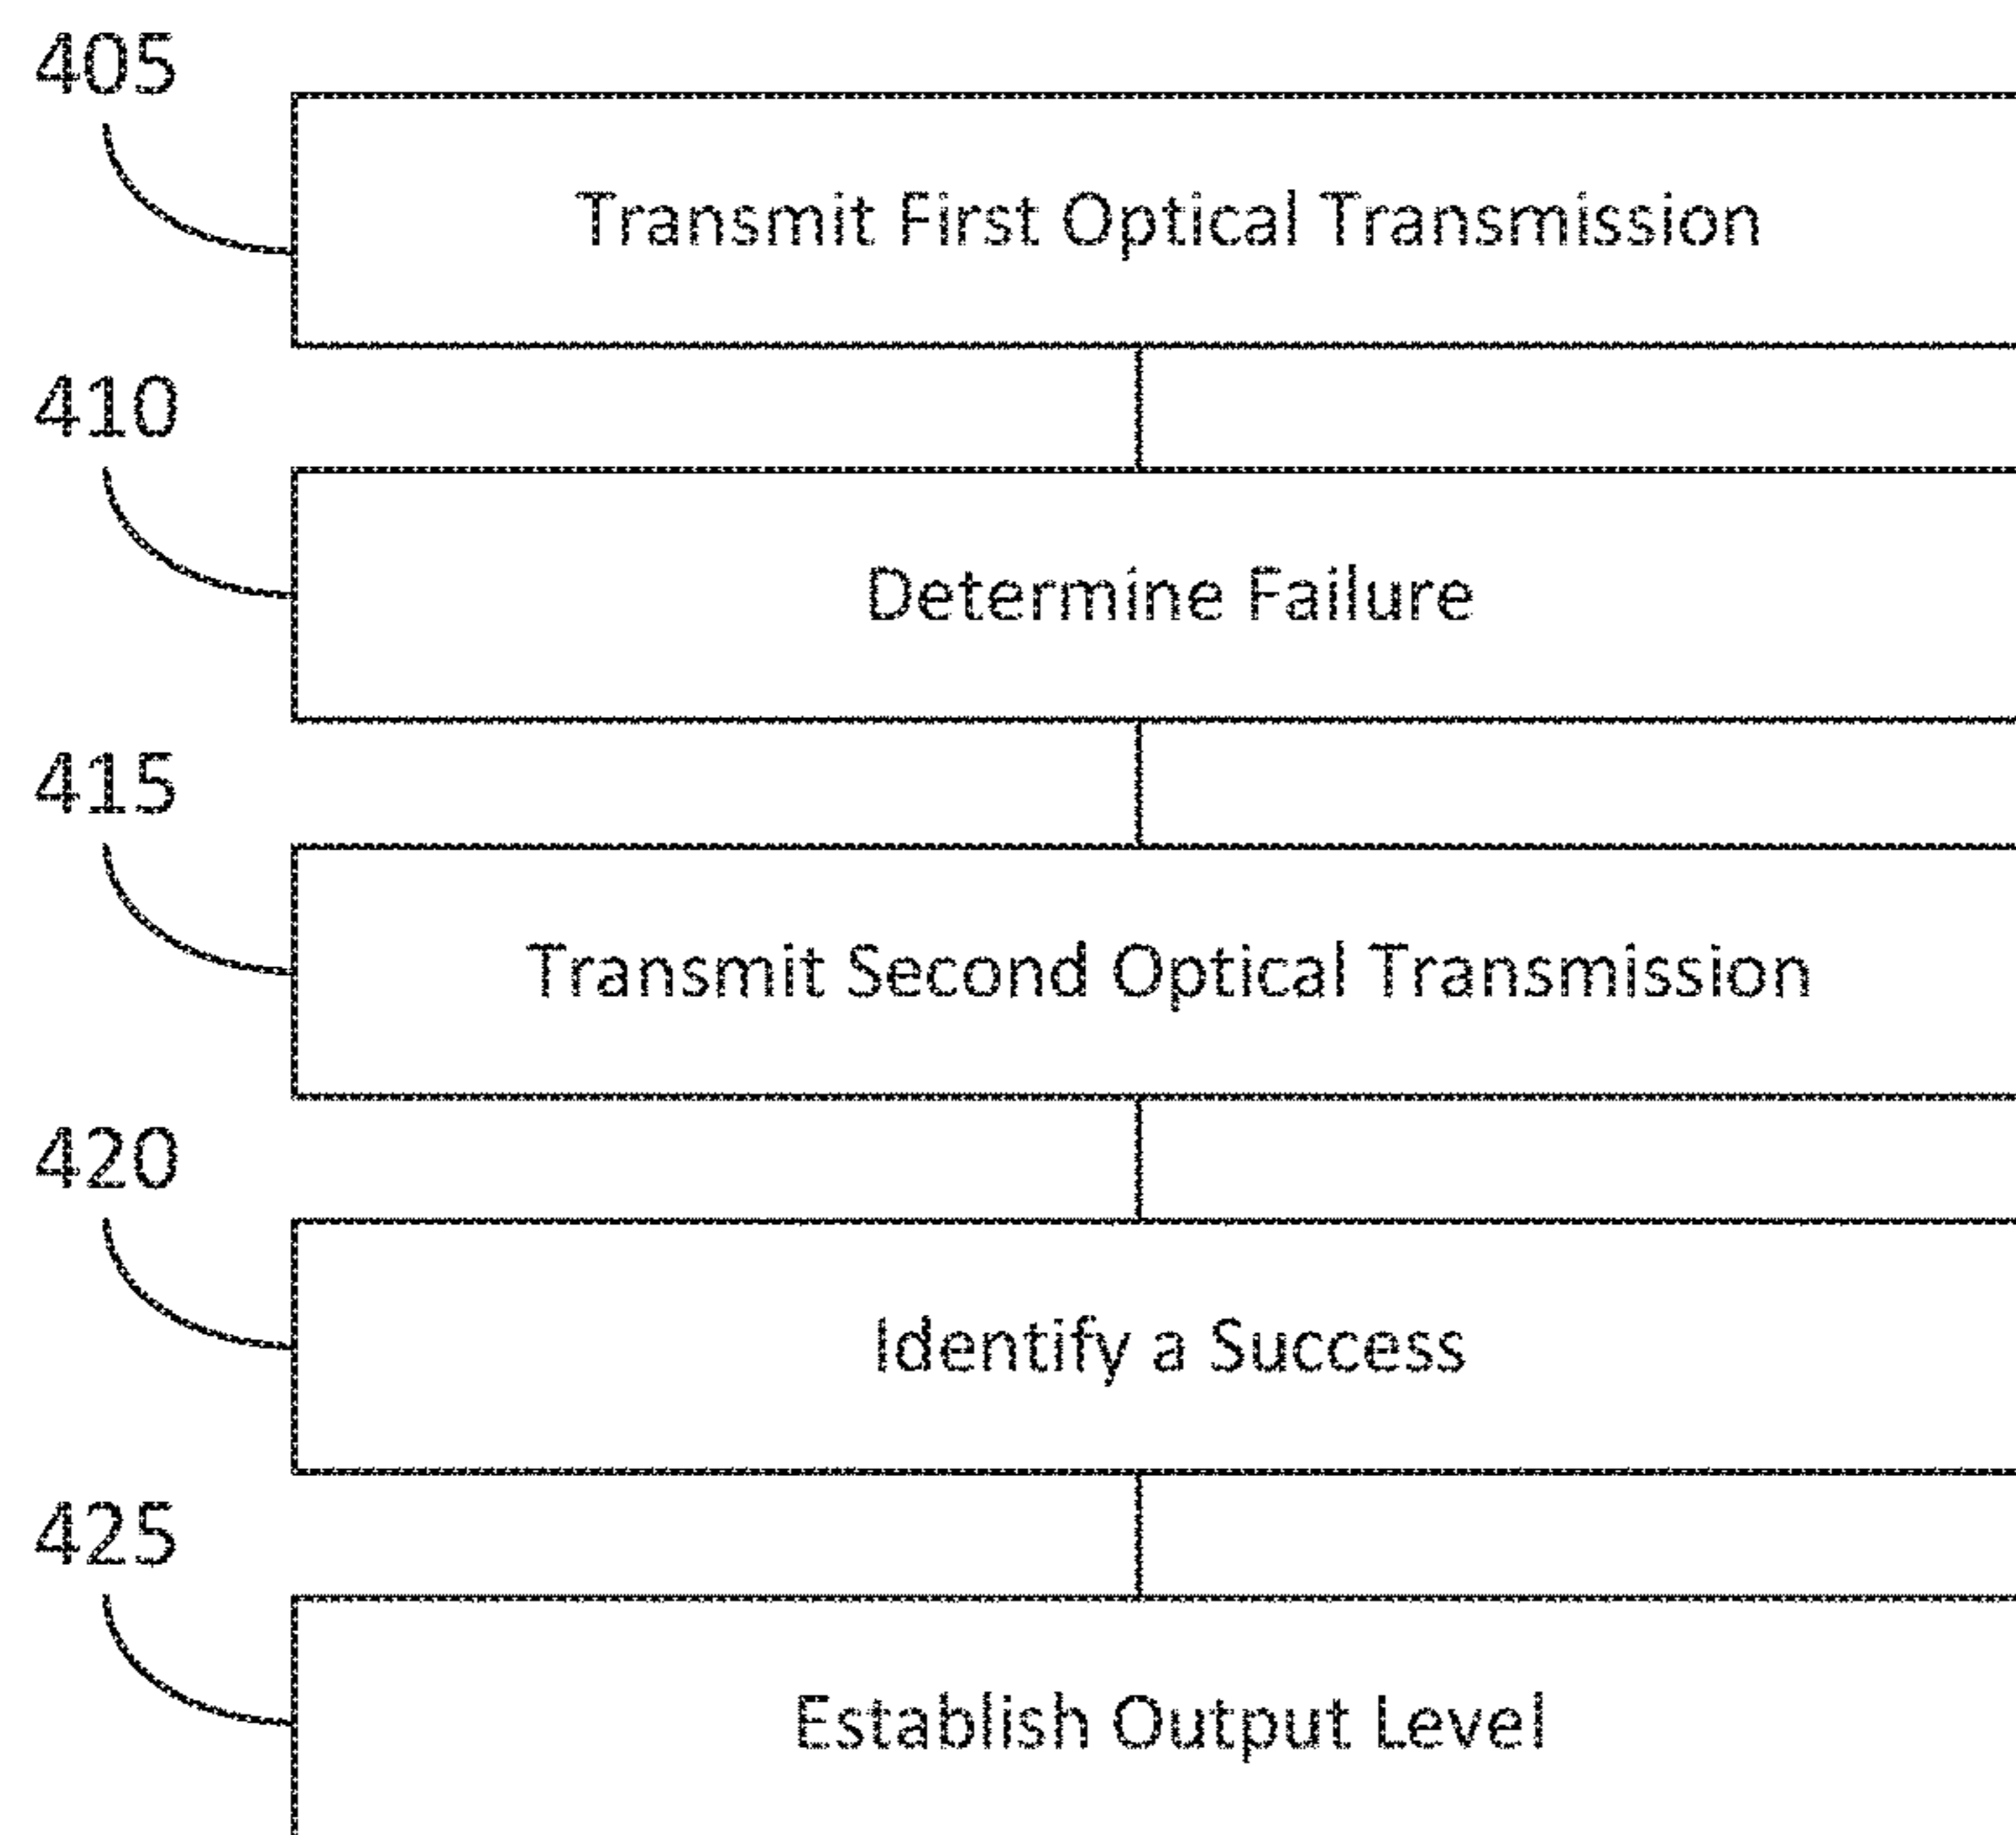 405
Transmit First Optical Transmission
410
Determine Failure
415
Transmit Second Optical Transmission
420
Identify a Success
425
Establish Output Level